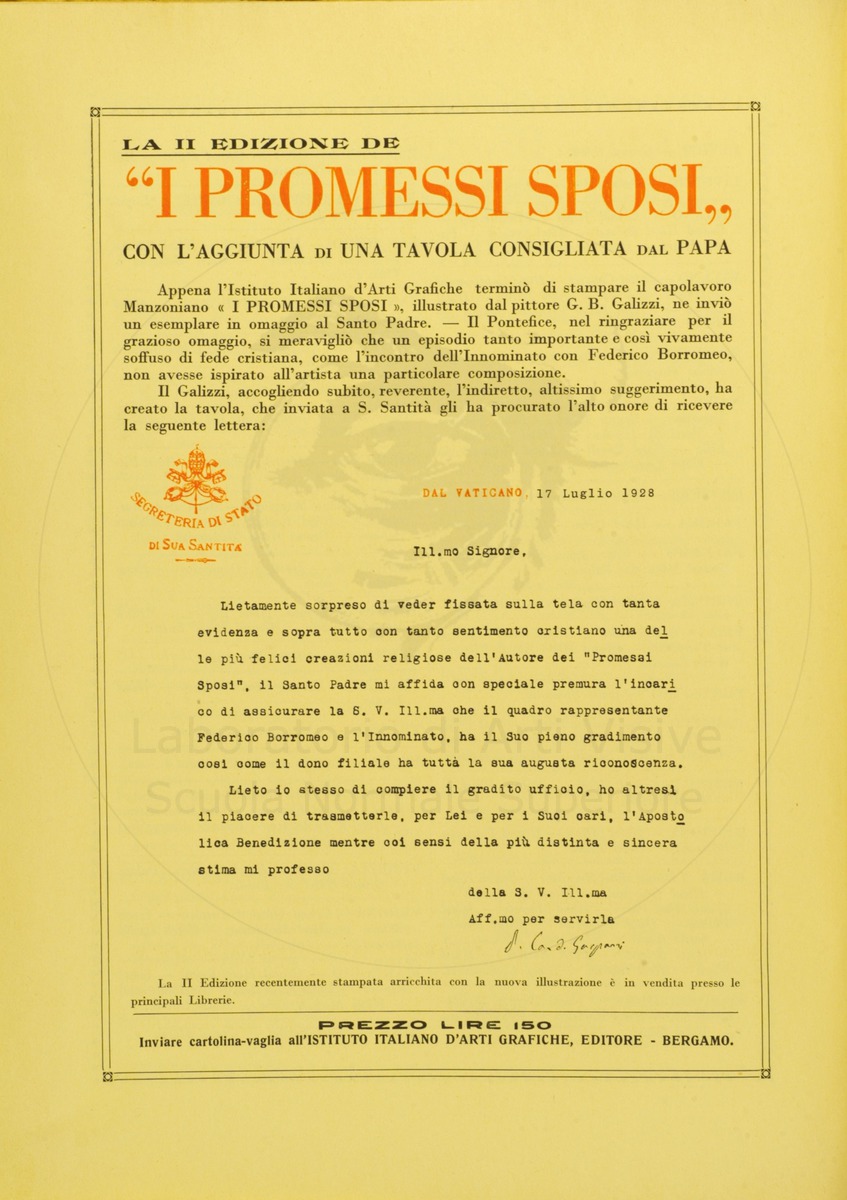 LA II EDIZIONE DE
“I PROMESSI SPOSI„
CON L'AGGIUNTA DI UNA TAVOLA CONSIGLIATA DAL PAPA
Appena l'Istituto Italiano d'Arti Grafiche terminò di stampare il capolavoro
Manzoniano « I PROMESSI SPOSI », illustrato dal pittore G. B. Galizzi, ne inviò
un esemplare in omaggio al Santo Padre. — Il Pontefice, nel ringraziare per il
grazioso omaggio, si meravigliò che un episodio tanto importante e così vivamente
soffuso di fede cristiana, come l'incontro dell'Innominato con Federico Borromeo,
non avesse ispirato all'artista una particolare composizione.
Il Galizzi, accogliendo subito, reverente, l'indiretto, altissimo suggerimento, ha
creato la tavola, che inviata a S. Santità gli ha procurato l'alto onore di ricevere
la seguente lettera:
SEGRETERIA DI STATO
DI SUA SANTITÀ
DAL VATICANO, 17 Luglio 1928
Ill.mo Signore,
Lietamente sorpreso di veder fissata sulla tela con tanta
evidenza e sopra tutto con tanto sentimento cristiano una del
le più felici creazioni religiose dell'Autore dei "Promessi
Sposi", il Santo Padre mi affida con speciale premura l'incari
co di assicurare la S. V. Ill.ma che il quadro rappresentante
Federico Borromeo e l'Innominato, ha il Suo pieno gradimento
così come il dono filiale ha tutta la sua augusta riconoscenza.
Lieto io stesso di compiere il gradito ufficio, ho altresì
il piacere di trasmetterle, per Lei e per i Suoi cari, l'Aposto
lica Benedizione mentre coi sensi della più distinta e sincera
stima mi professo
della S. V. Ill.ma
Aff.mo per servirla
P. Card. Gasparri
La II Edizione recentemente stampata arricchita con la nuova illustrazione è in vendita presso le
principali Librerie.
PREZZO LIRE 150
Inviare cartolina-vaglia all'ISTITUTO ITALIANO D'ARTI GRAFICHE, EDITORE - BERGAMO.